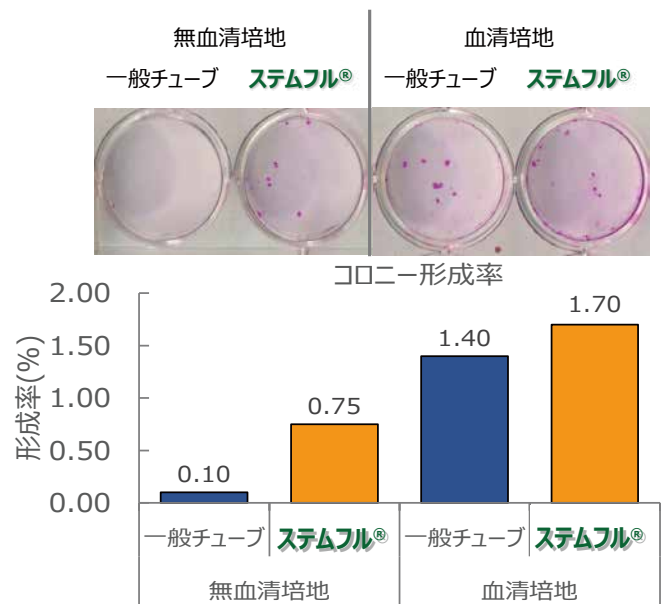 無血清培地 血清培地
一般チューブ ステムフル® 一般チューブ ステムフル®
コロニー形成率
形成率(%)
2.00
1.50
1.00
0.50
0.00
0.10
0.75
1.40
1.70
一般チューブ ステムフル® 一般チューブ ステムフル®
無血清培地 血清培地